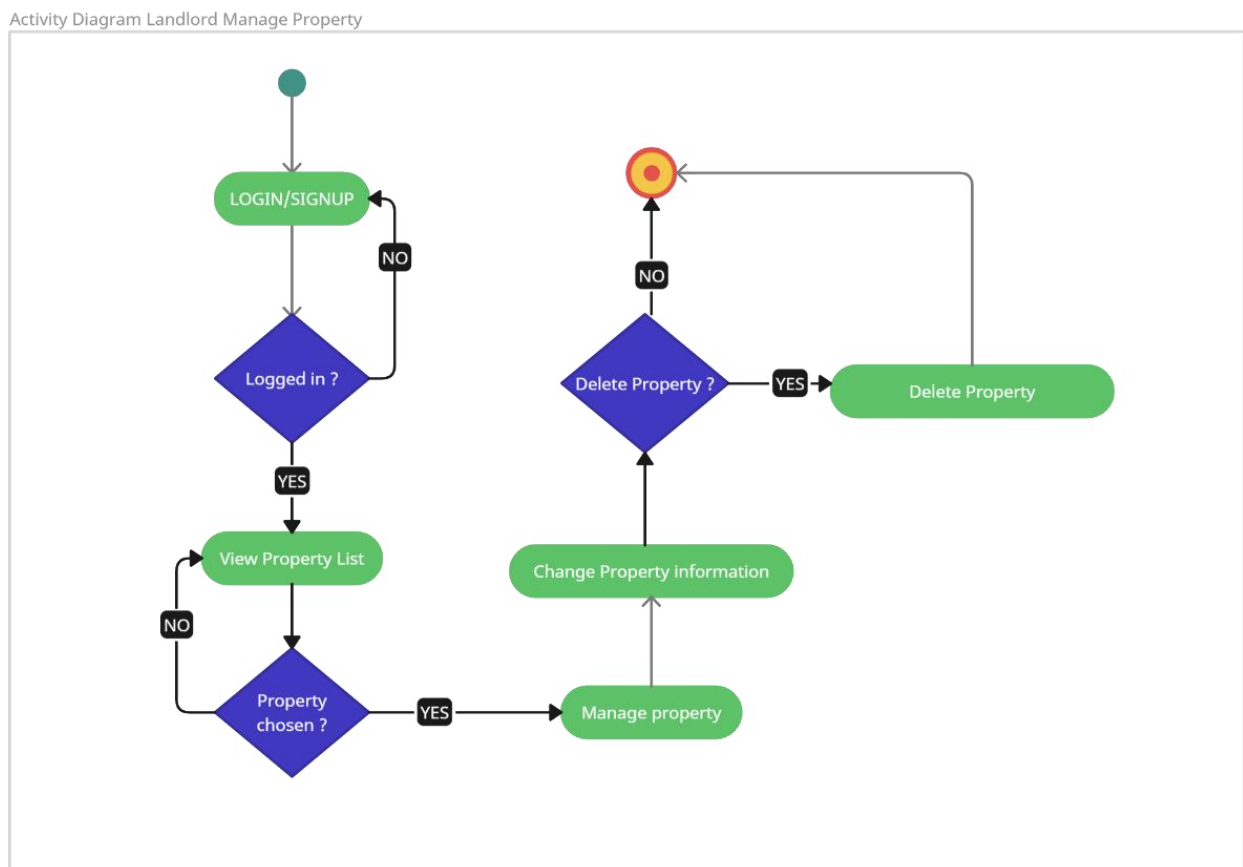 Activity Diagram Landlord Manage Property
LOGIN/SIGNUP
NO
Logged in ?
YES
View Property List
NO
Property
chosen ?
YES
Manage property
Change Property information
Delete Property ?
NO
YES
Delete Property